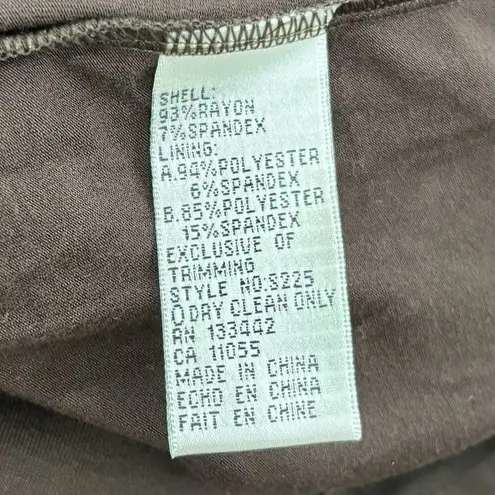 SHELL:
93%RAYON
7%SPANDEX
LINING:
A.94%POLYESTER
6%SPANDEX
B.85%POLYESTER
15%SPANDEX
EXCLUSIVE OF
TRIMMING
STYLE NO:S225
DRY CLEAN ONLY
RN 133442
CA 11055
MADE IN CHINA
ECHO EN CHINA
FAIT EN CHINE